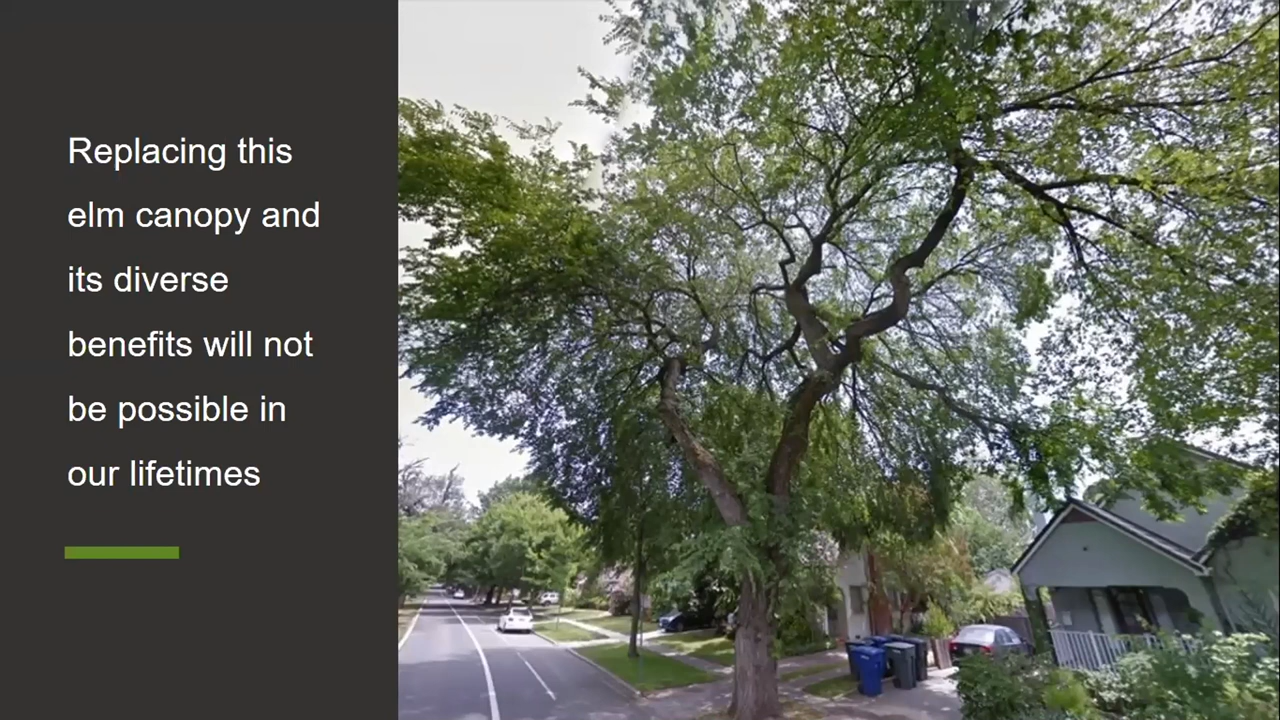 Replacing this
elm canopy and
its diverse
benefits will not
be possible in
our lifetimes